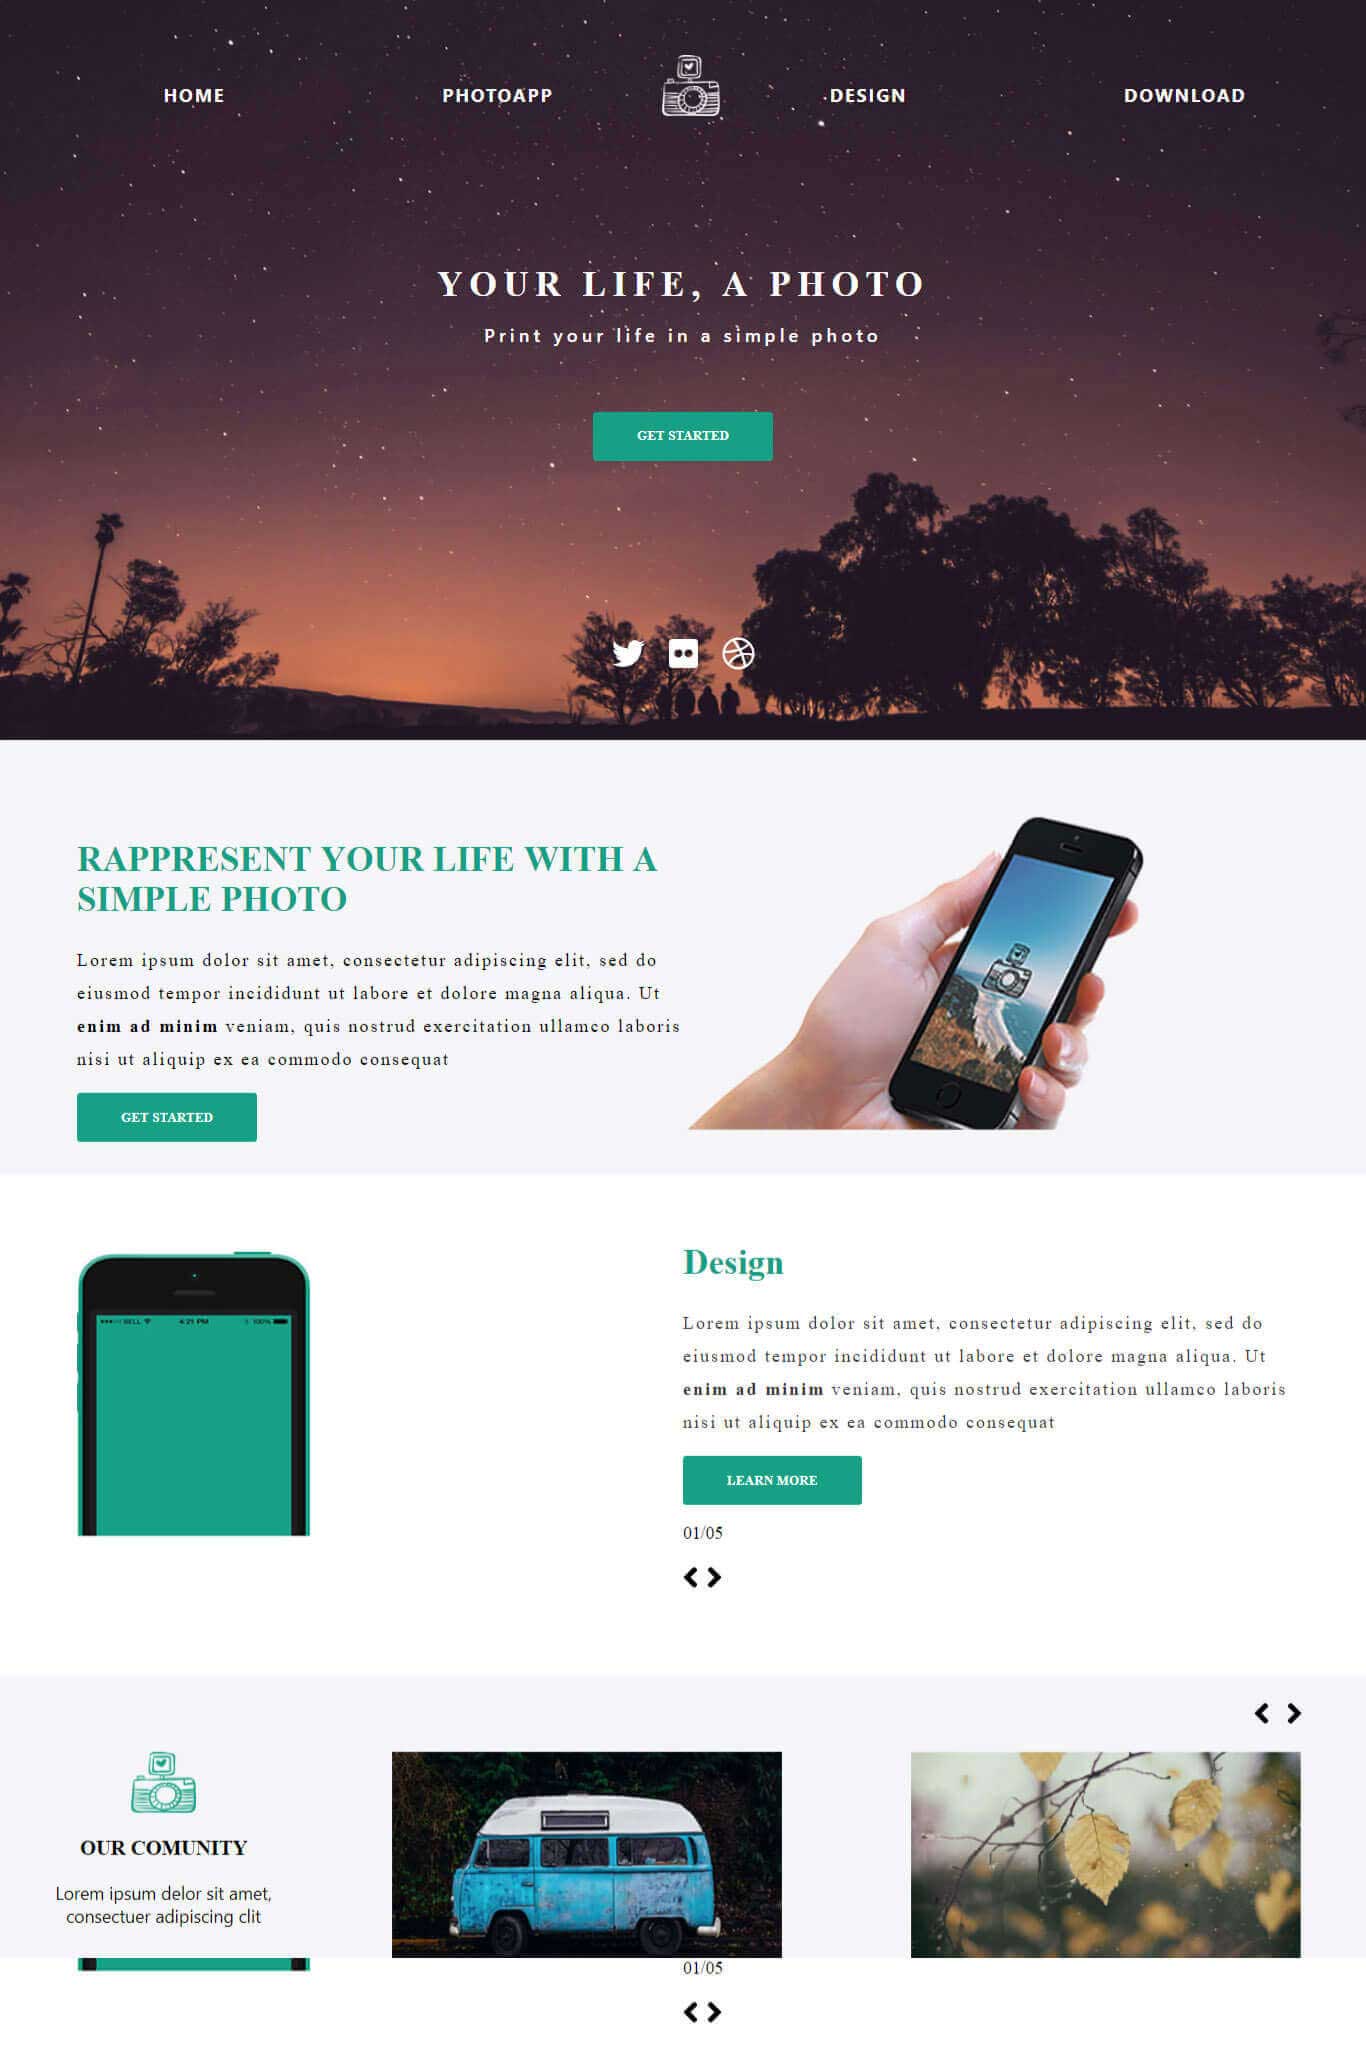 HOME PHOTOAPP DESIGN DOWNLOAD
YOUR LIFE, A PHOTO
Print your life in a simple photo
GET STARTED
RAPPRESENT YOUR LIFE WITH A
SIMPLE PHOTO
Lorem ipsum dolor sit amet, consectetur adipiscing elit, sed do
eiusmod tempor incididunt ut labore et dolore magna aliqua. Ut
enim ad minim veniam, quis nostrud exercitation ullamco laboris
nisi ut aliquip ex ea commodo consequat
GET STARTED
BELL 4:21 PM 100%
Design
Lorem ipsum dolor sit amet, consectetur adipiscing elit, sed do
eiusmod tempor incididunt ut labore et dolore magna aliqua. Ut
enim ad minim veniam, quis nostrud exercitation ullamco laboris
nisi ut aliquip ex ea commodo consequat
LEARN MORE
01/05
OUR COMUNITY
Lorem ipsum delor sit amet,
consectuer adipiscing clit
01/05